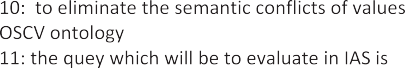 10:  to eliminate the semantic conflicts of values
OSCV ontology
11: the quey which will be to evaluate in IAS is